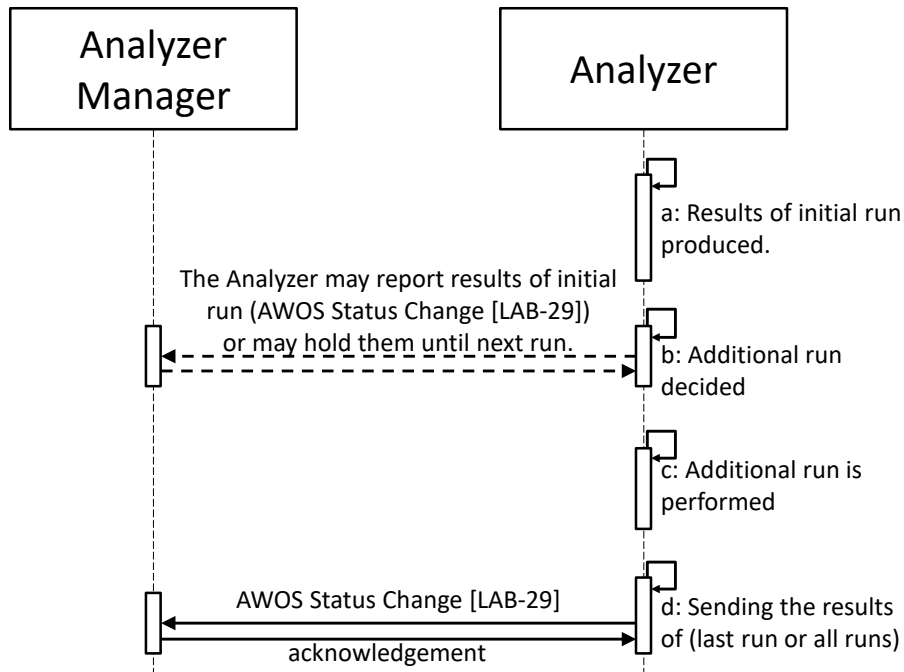 Analyzer
Manager
Analyzer
a: Results of initial run
produced.
The Analyzer may report results of initial
run (AWOS Status Change [LAB-29])
or may hold them until next run.
b: Additional run
decided
c: Additional run is
performed
AWOS Status Change [LAB-29]
d: Sending the results
of (last run or all runs)
acknowledgement